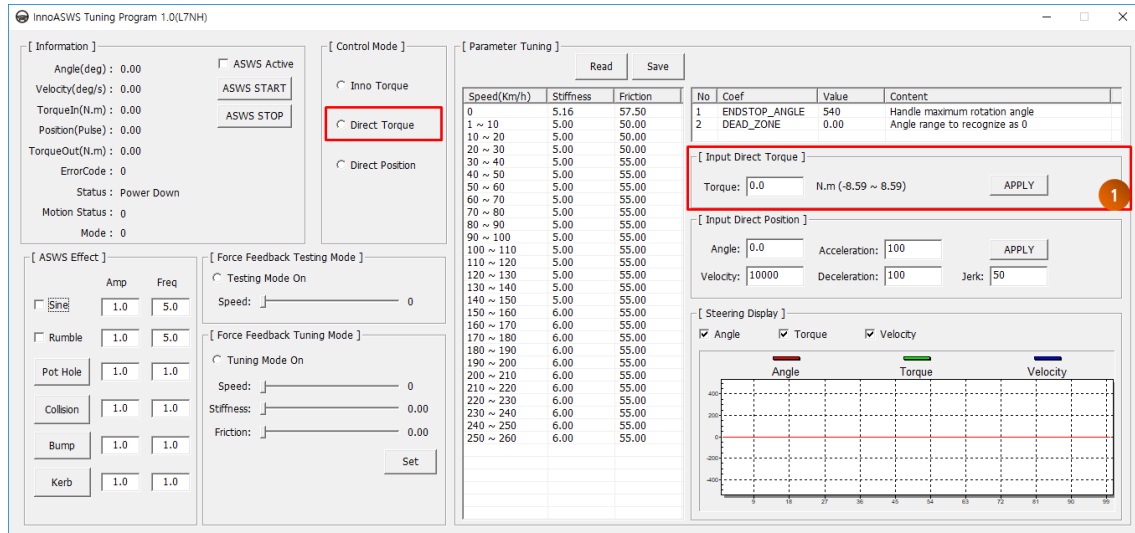 InnoASWS Tuning Program 1.0(L7NH)
[ Information ]
Angle(deg) : 0.00
Velocity(deg/s) : 0.00
TorqueIn(N.m) : 0.00
Position(Pulse) : 0.00
TorqueOut(N.m) : 0.00
ErrorCode : 0
Status : Power Down
Motion Status : 0
Mode : 0
ASWS Active
ASWS START
ASWS STOP
[ Control Mode ]
Inno Torque
Direct Torque
Direct Position
[ ASWS Effect ]
Amp Freq
Sine 1.0 5.0
Rumble 1.0 5.0
Pot Hole 1.0 1.0
Collision 1.0 1.0
Bump 1.0 1.0
Kerb 1.0 1.0
[ Force Feedback Testing Mode ]
Testing Mode On
Speed: 0
[ Force Feedback Tuning Mode ]
Tuning Mode On
Speed: 0
Stiffness: 0.00
Friction: 0.00
Set
[ Parameter Tuning ]
Read Save
Speed(Km/h) Stiffness Friction
0 5.16 57.50
1 ~ 10 5.00 50.00
10 ~ 20 5.00 50.00
20 ~ 30 5.00 50.00
30 ~ 40 5.00 55.00
40 ~ 50 5.00 55.00
50 ~ 60 5.00 55.00
60 ~ 70 5.00 55.00
70 ~ 80 5.00 55.00
80 ~ 90 5.00 55.00
90 ~ 100 5.00 55.00
100 ~ 110 5.00 55.00
110 ~ 120 5.00 55.00
120 ~ 130 5.00 55.00
130 ~ 140 5.00 55.00
140 ~ 150 5.00 55.00
150 ~ 160 6.00 55.00
160 ~ 170 6.00 55.00
170 ~ 180 6.00 55.00
180 ~ 190 6.00 55.00
190 ~ 200 6.00 55.00
200 ~ 210 6.00 55.00
210 ~ 220 6.00 55.00
220 ~ 230 6.00 55.00
230 ~ 240 6.00 55.00
240 ~ 250 6.00 55.00
250 ~ 260 6.00 55.00
No Coef Value Content
1 ENDSTOP_ANGLE 540 Handle maximum rotation angle
2 DEAD_ZONE 0.00 Angle range to recognize as 0
[ Input Direct Torque ]
Torque: 0.0 N.m (-8.59 ~ 8.59) APPLY
1
[ Input Direct Position ]
Angle: 0.0 Acceleration: 100 APPLY
Velocity: 10000 Deceleration: 100 Jerk: 50
[ Steering Display ]
Angle Torque Velocity
Angle Torque Velocity
400
200
0
-200
-400
9 18 27 36 45 54 63 72 81 90 99